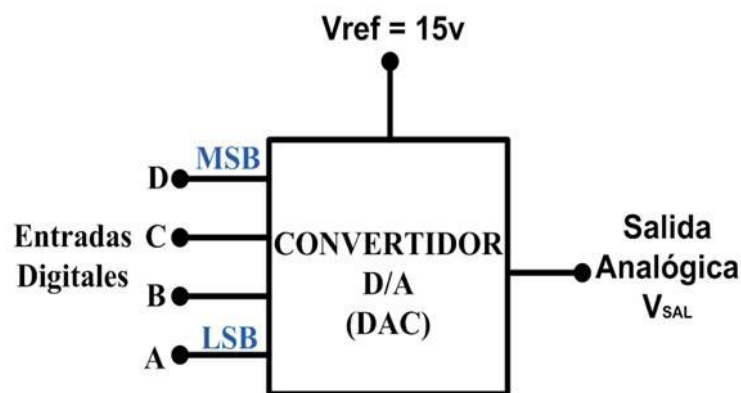 Vref = 15v
MSB
D
C
B
A
LSB
Entradas
Digitales
CONVERTIDOR
D/A
(DAC)
Salida
Analógica
VSAL